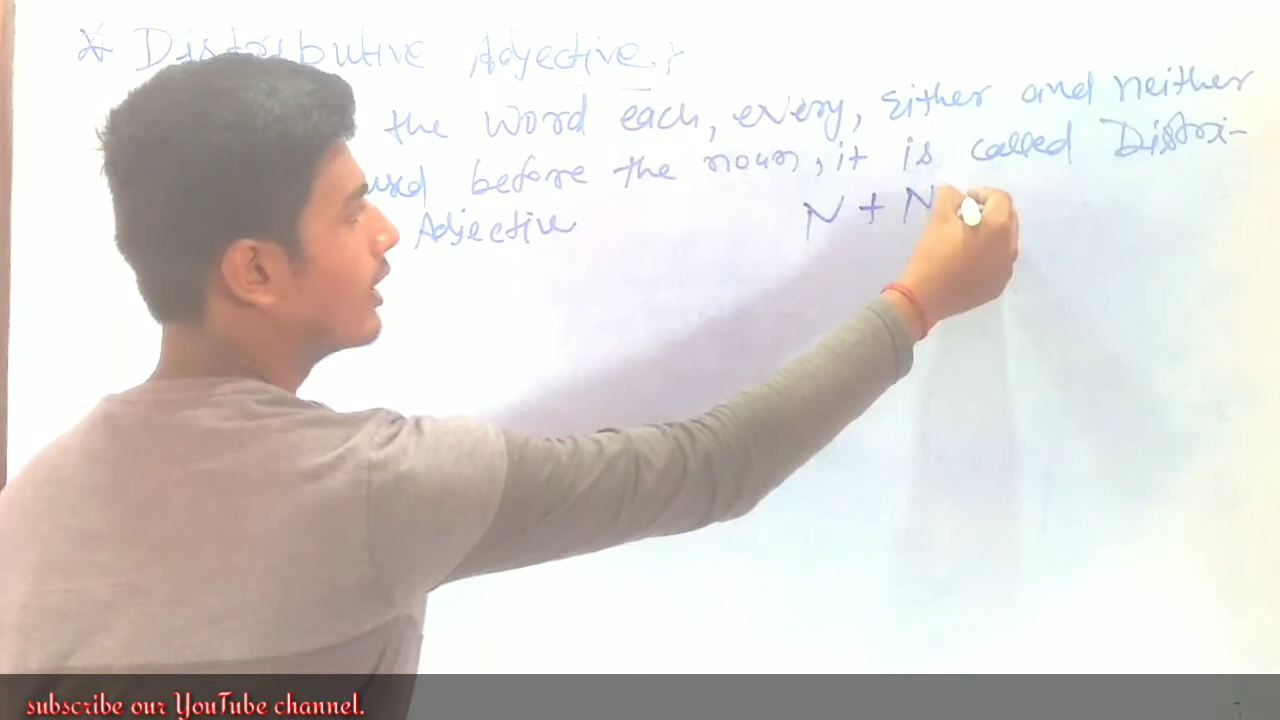 * Distributive Adjective :-
the word each, every, Either and neither
used before the noun, it is called Distri-
Adjective
N + N
subscribe our YouTube channel.